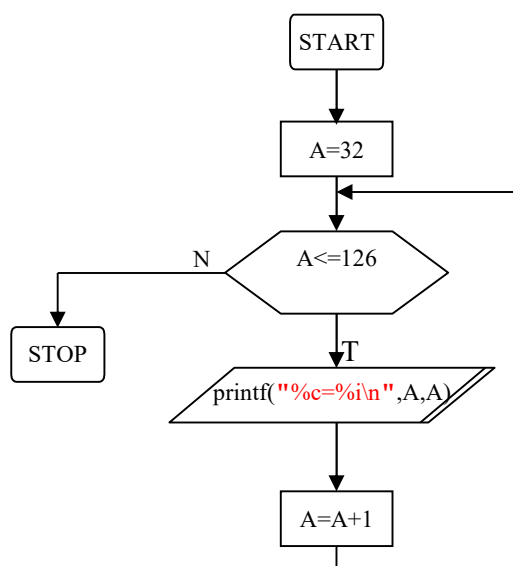 START
A=32
A<=126
N
STOP
T
printf("%c=%i\n",A,A)
A=A+1